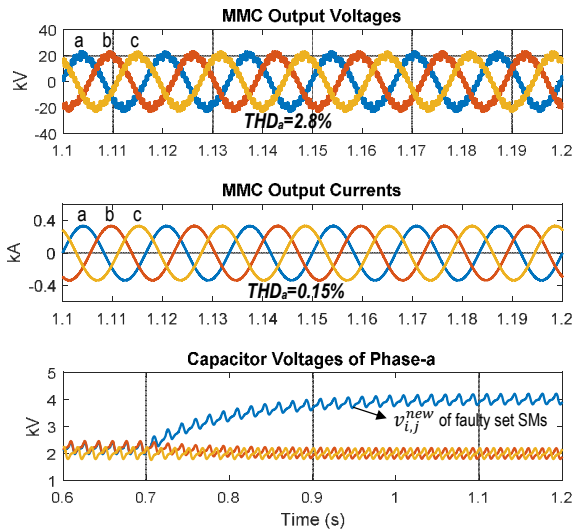 MMC Output Voltages
40
20
0
-20
-40
kV
a b c
THDa=2.8%
1.1 1.11 1.12 1.13 1.14 1.15 1.16 1.17 1.18 1.19 1.2
MMC Output Currents
0.4
0
-0.4
kA
a b c
THDa=0.15%
1.1 1.11 1.12 1.13 1.14 1.15 1.16 1.17 1.18 1.19 1.2
Capacitor Voltages of Phase-a
5
4
3
2
1
kV
v_{i,j}^{new} of faulty set SMs
0.6 0.7 0.8 0.9 1 1.1 1.2
Time (s)